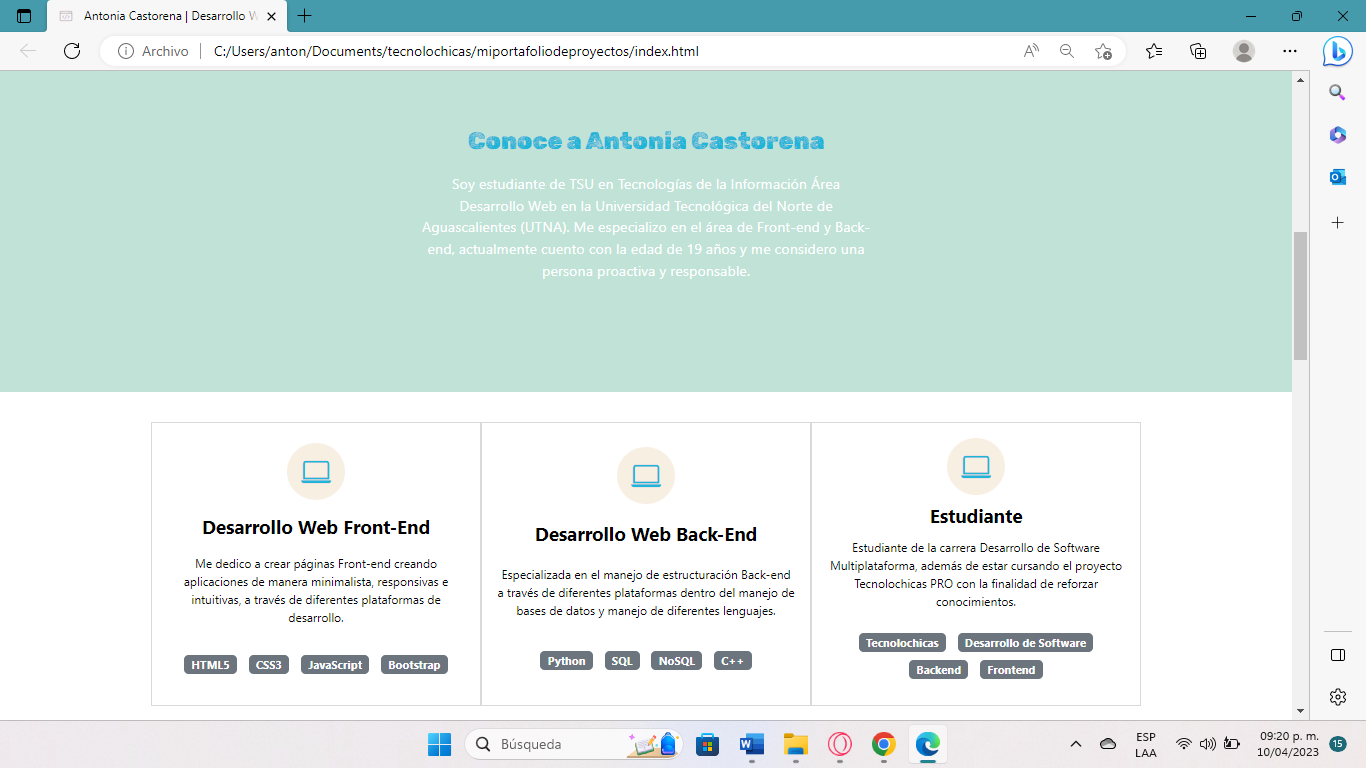 Antonia Castorena | Desarrollo W
Archivo
C:/Users/anton/Documents/tecnolochicas/miportafoliodeproyectos/index.html
Conoce a Antonia Castorena
Soy estudiante de TSU en Tecnologías de la Información Área
Desarrollo Web en la Universidad Tecnológica del Norte de
Aguascalientes (UTNA). Me especializo en el área de Front-end y Back-
end, actualmente cuento con la edad de 19 años y me considero una
persona proactiva y responsable.
Desarrollo Web Front-End
Me dedico a crear páginas Front-end creando
aplicaciones de manera minimalista, responsivas e
intuitivas, a través de diferentes plataformas de
desarrollo.
HTML5 CSS3 JavaScript Bootstrap
Desarrollo Web Back-End
Especializada en el manejo de estructuración Back-end
a través de diferentes plataformas dentro del manejo de
bases de datos y manejo de diferentes lenguajes.
Python SQL NoSQL C++
Estudiante
Estudiante de la carrera Desarrollo de Software
Multiplataforma, además de estar cursando el proyecto
Tecnolochicas PRO con la finalidad de reforzar
conocimientos.
Tecnolochicas Desarrollo de Software
Backend Frontend
Búsqueda
ESP
LAA
09:20 p. m.
10/04/2023
15